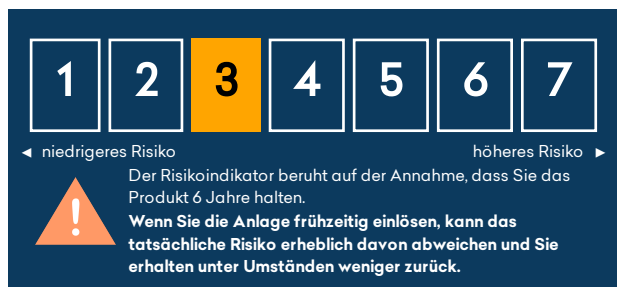 1 2 3 4 5 6 7
◄ niedrigeres Risiko höheres Risiko ►
Der Risikoindikator beruht auf der Annahme, dass Sie das
Produkt 6 Jahre halten.
Wenn Sie die Anlage frühzeitig einlösen, kann das
tatsächliche Risiko erheblich davon abweichen und Sie
erhalten unter Umständen weniger zurück.